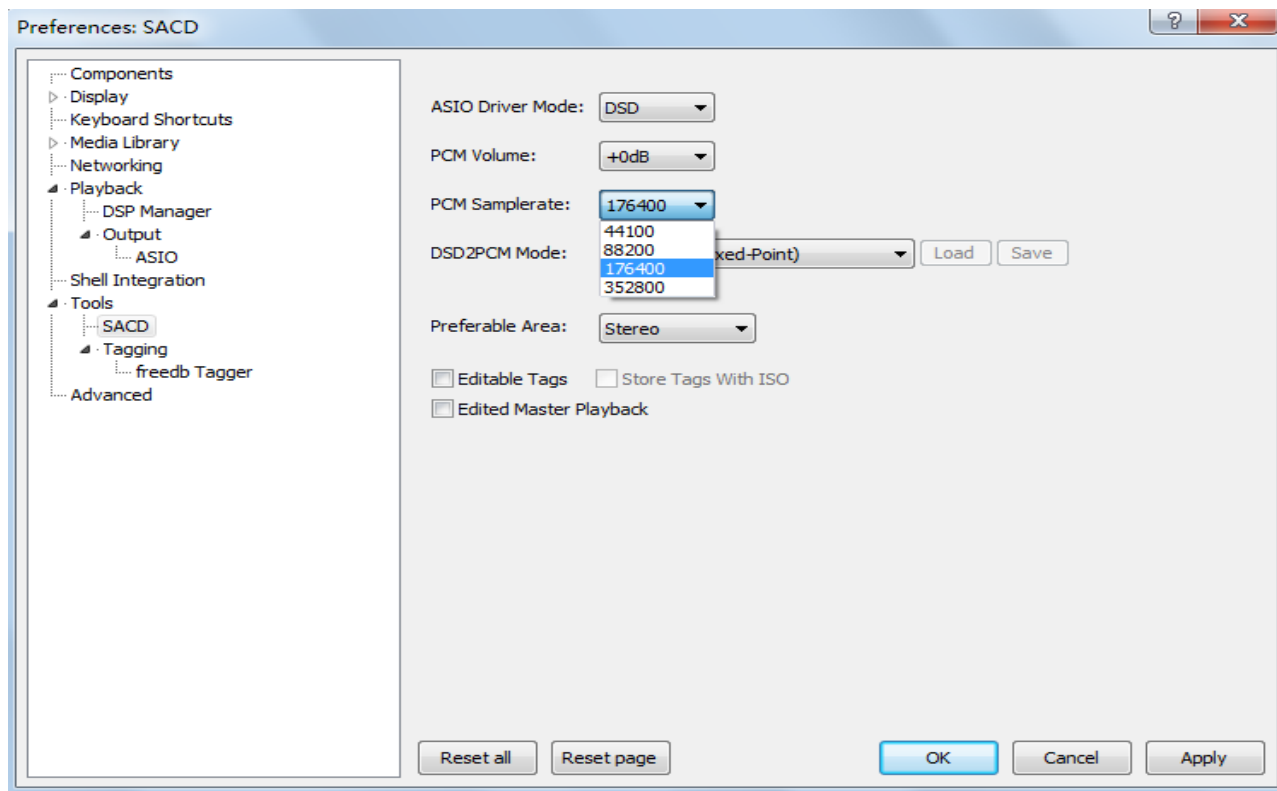 Preferences: SACD
Components
Display
Keyboard Shortcuts
Media Library
Networking
Playback
DSP Manager
Output
ASIO
Shell Integration
Tools
SACD
Tagging
freedb Tagger
Advanced
ASIO Driver Mode: DSD
PCM Volume: +0dB
PCM Samplerate: 176400
44100
88200
176400
352800
DSD2PCM Mode: xed-Point) Load Save
Preferable Area: Stereo
Editable Tags Store Tags With ISO
Edited Master Playback
Reset all Reset page OK Cancel Apply